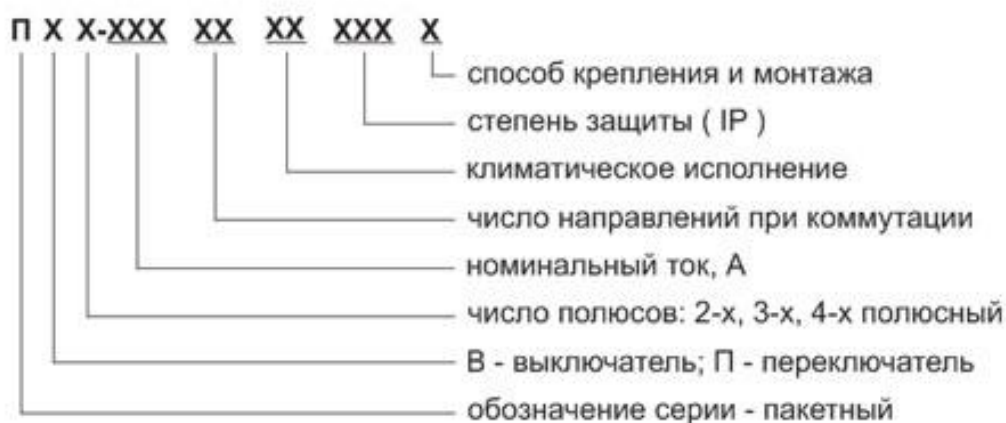 П Х Х-ХХХ ХХ ХХ ХХХ Х
способ крепления и монтажа
степень защиты ( IP )
климатическое исполнение
число направлений при коммутации
номинальный ток, А
число полюсов: 2-х, 3-х, 4-х полюсный
В - выключатель; П - переключатель
обозначение серии - пакетный